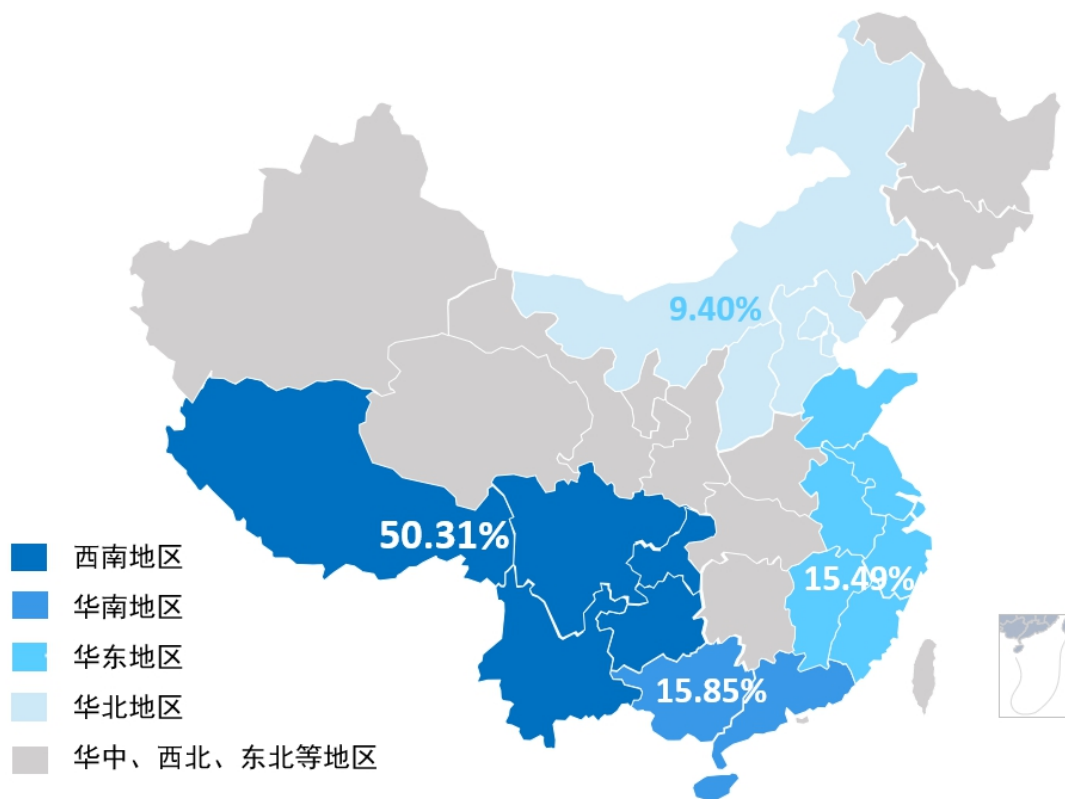 9.40%
50.31%
15.49%
15.85%
西南地区
华南地区
华东地区
华北地区
华中、西北、东北等地区